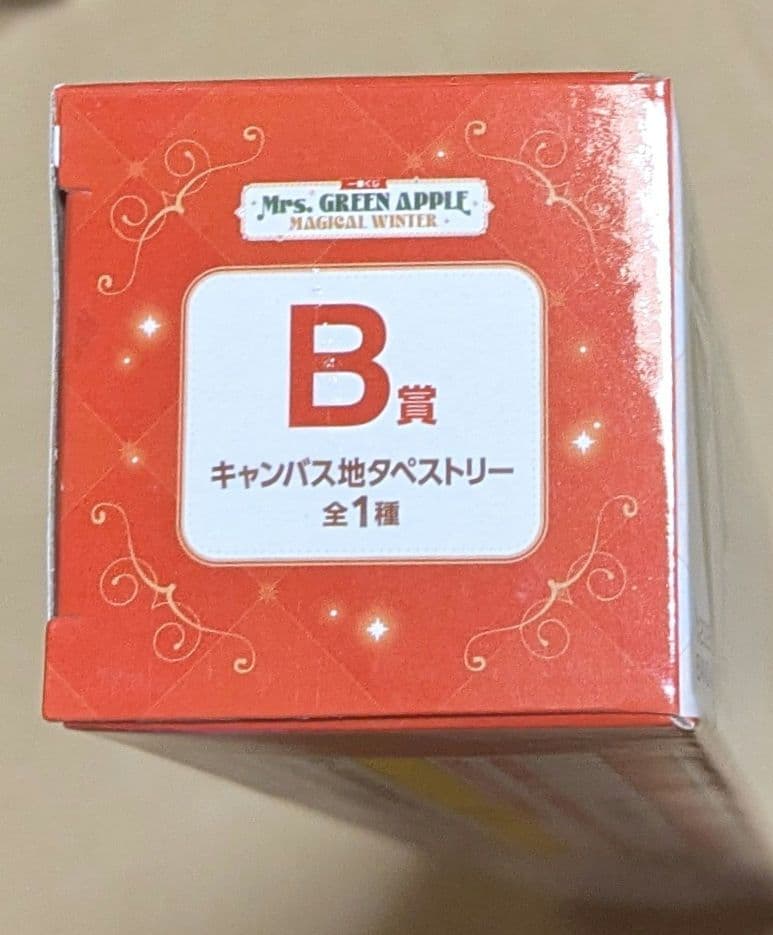 一番くじ
Mrs. GREEN APPLE
MAGICAL WINTER
B賞
キャンバス地タペストリー
全1種